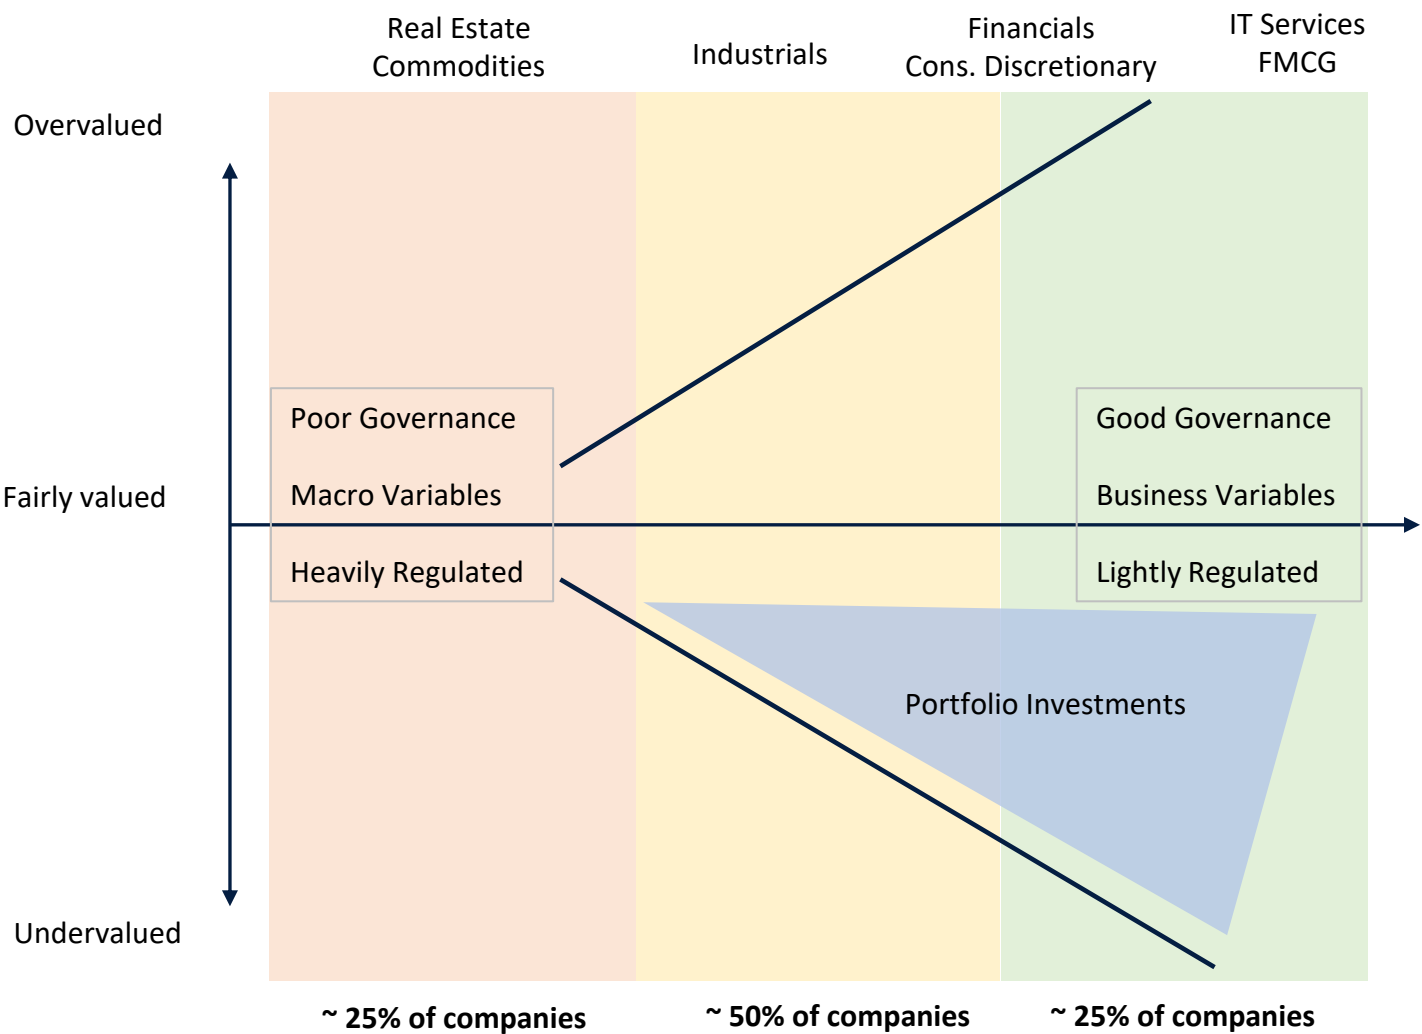 Real Estate
Commodities
Industrials
Financials
Cons. Discretionary
IT Services
FMCG
Overvalued
Poor Governance
Good Governance
Fairly valued
Macro Variables
Business Variables
Heavily Regulated
Lightly Regulated
Portfolio Investments
Undervalued
~ 25% of companies
~ 50% of companies
~ 25% of companies